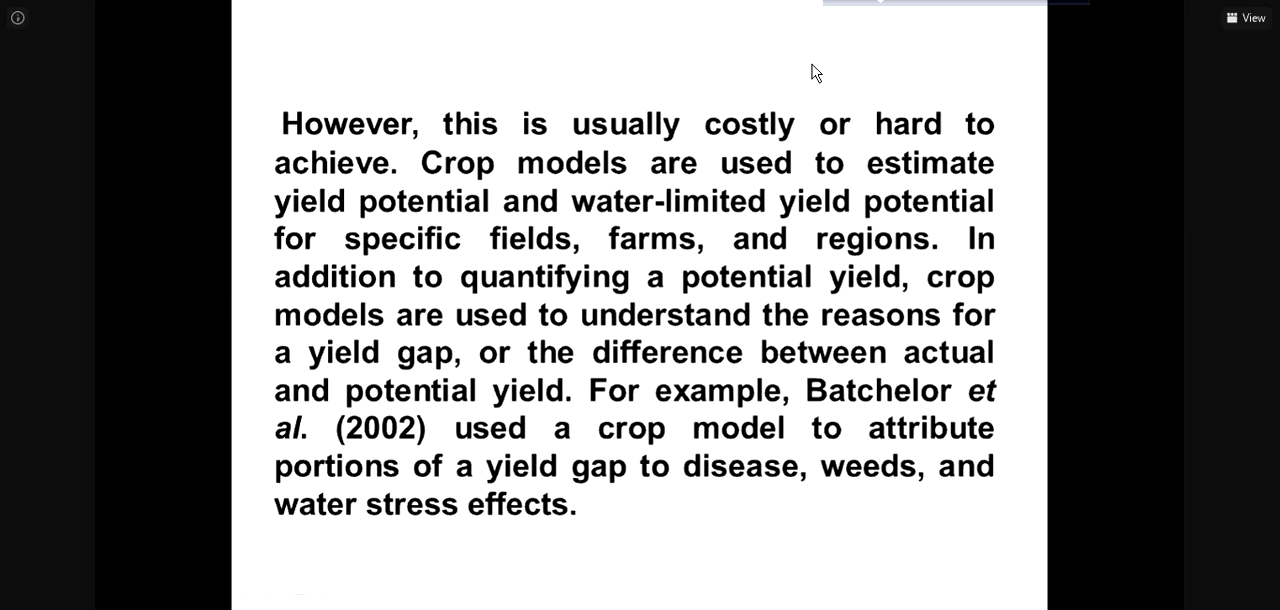 View
However, this is usually costly or hard to
achieve. Crop models are used to estimate
yield potential and water-limited yield potential
for specific fields, farms, and regions. In
addition to quantifying a potential yield, crop
models are used to understand the reasons for
a yield gap, or the difference between actual
and potential yield. For example, Batchelor et
al. (2002) used a crop model to attribute
portions of a yield gap to disease, weeds, and
water stress effects.